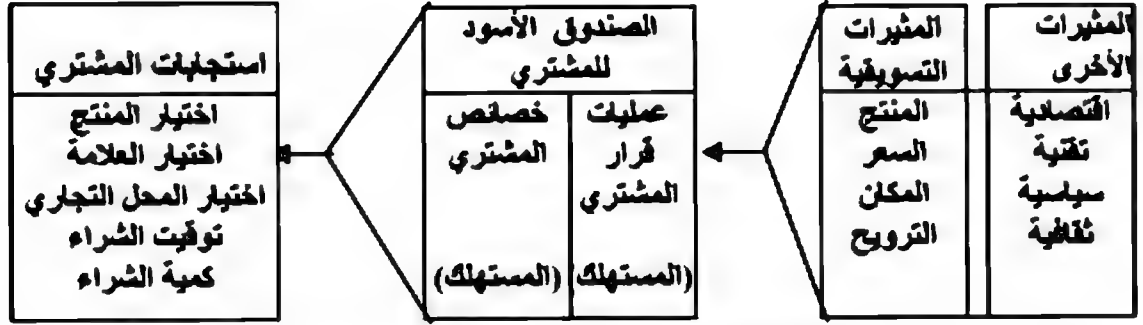 المثيرات
الأخرى
اقتصادية
تقنية
سياسية
ثقافية
المثيرات
التسويقية
المنتج
السعر
المكان
الترويح
الصندوق الأسود
للمشتري
عمليات
قرار
المشتري
(المستهلك)
خصائص
المشتري
(المستهلك)
استجابات المشتري
اختيار المنتج
اختيار العلامة
اختيار المحل التجاري
توقيت الشراء
كمية الشراء